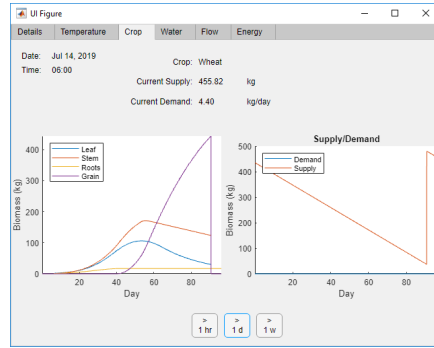 UI Figure
Details Temperature Crop Water Flow Energy
Date: Jul 14, 2019
Time: 06:00
Crop: Wheat
Current Supply: 455.82 kg
Current Demand: 4.40 kg/day
Leaf
Stem
Roots
Grain
400
300
200
100
0
20 40 60 80
Biomass (kg)
Day
Supply/Demand
Demand
Supply
500
400
300
200
100
0
20 40 60 80
Biomass (kg)
Day
> > >
1 hr 1 d 1 w